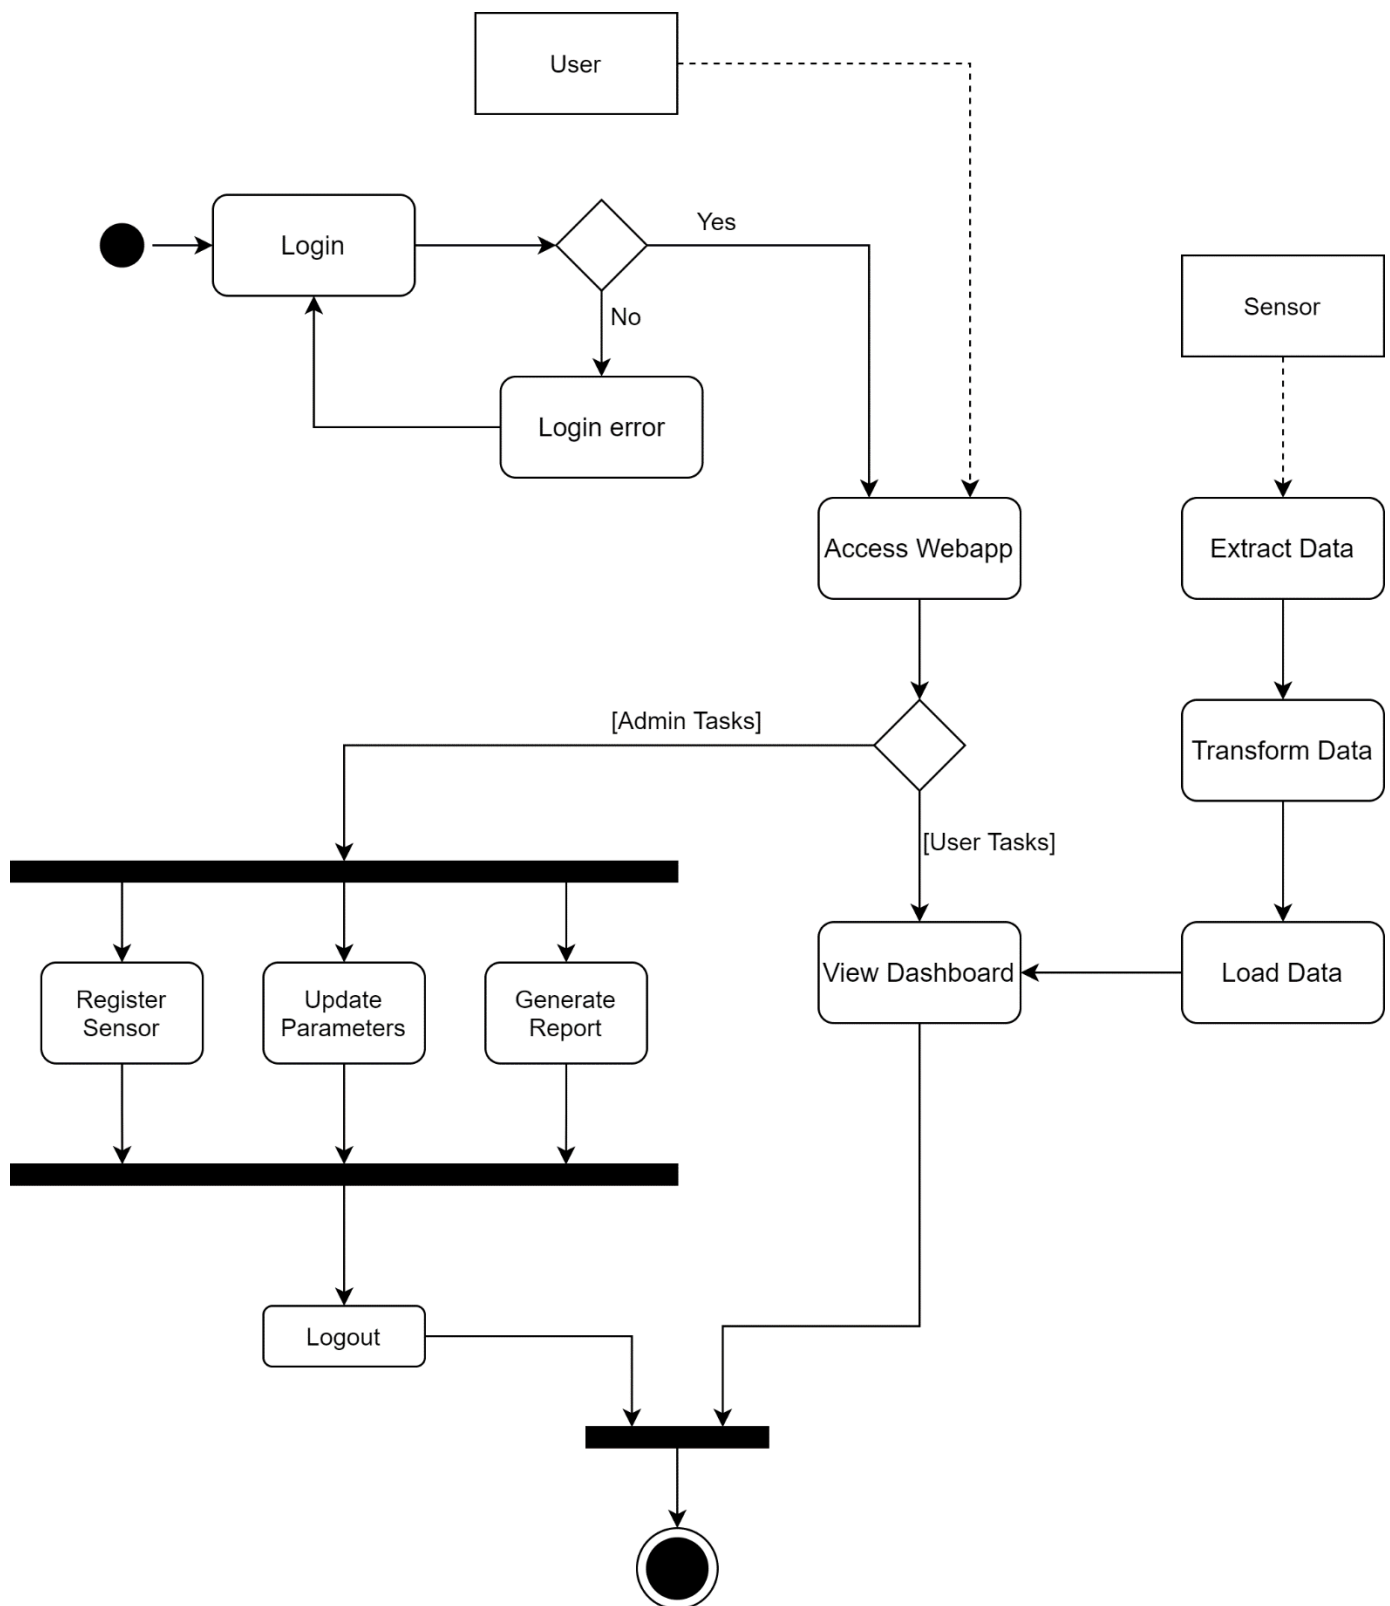 User
Login
Yes
No
Login error
Sensor
Access Webapp
Extract Data
[Admin Tasks]
Transform Data
[User Tasks]
Register
Sensor
Update
Parameters
Generate
Report
View Dashboard
Load Data
Logout